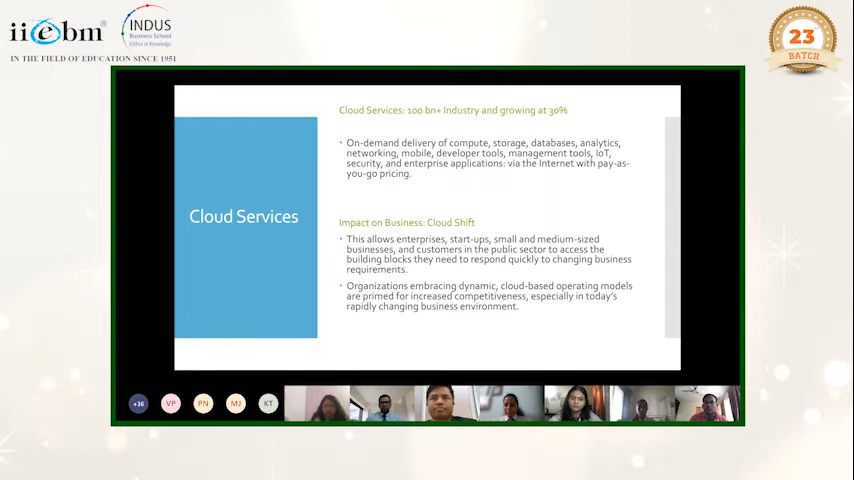 iiebm®
INDUS
Business School
Edifice of Knowledge
IN THE FIELD OF EDUCATION SINCE 1951
23
BATCH
Cloud Services
Cloud Services: 100 bn+ Industry and growing at 30%
• On-demand delivery of compute, storage, databases, analytics,
networking, mobile, developer tools, management tools, IoT,
security, and enterprise applications: via the Internet with pay-as-
you-go pricing.
Impact on Business: Cloud Shift
• This allows enterprises, start-ups, small and medium-sized
businesses, and customers in the public sector to access the
building blocks they need to respond quickly to changing business
requirements.
• Organizations embracing dynamic, cloud-based operating models
are primed for increased competitiveness, especially in today's
rapidly changing business environment.
+36 VP PN MJ KT